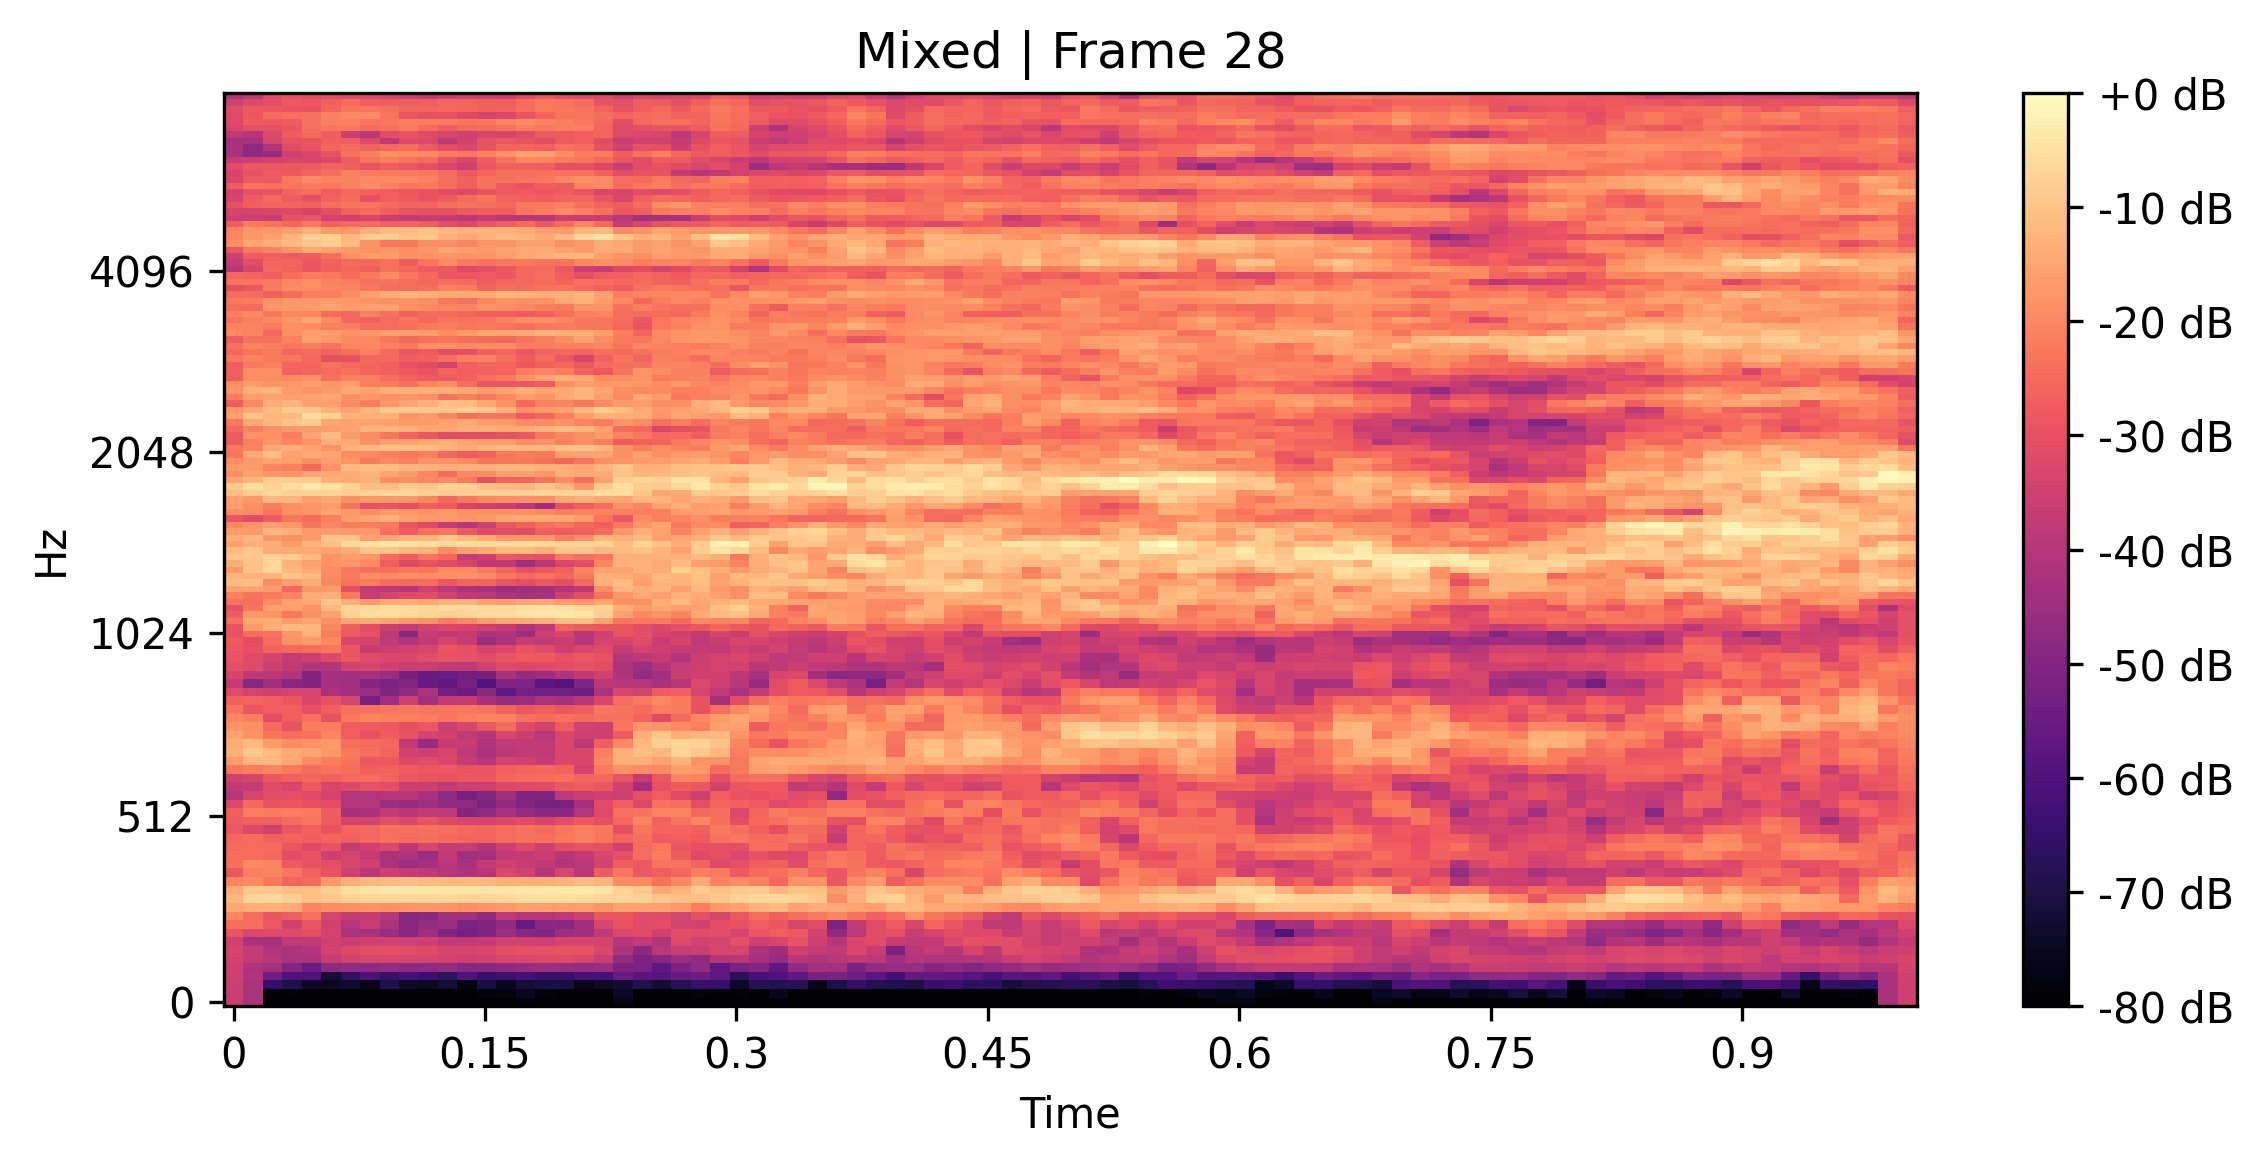 Mixed | Frame 28
+0 dB
-10 dB
-20 dB
-30 dB
-40 dB
-50 dB
-60 dB
-70 dB
-80 dB
Hz
4096
2048
1024
512
0
0 0.15 0.3 0.45 0.6 0.75 0.9
Time